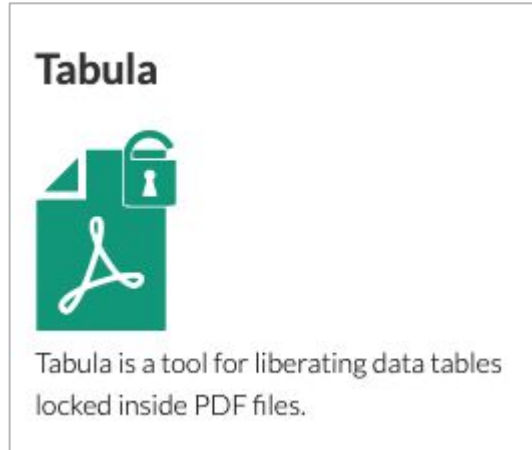 Tabula
Tabula is a tool for liberating data tables
locked inside PDF files.